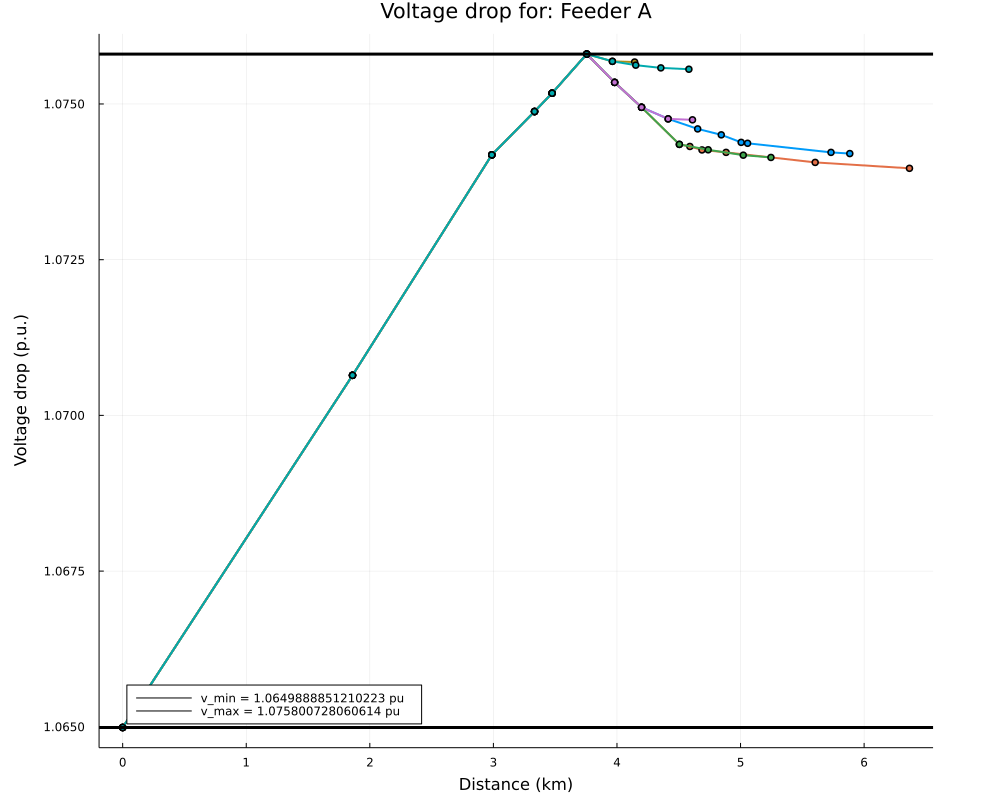 Voltage drop for: Feeder A
Voltage drop (p.u.)
1.0750
1.0725
1.0700
1.0675
1.0650
v_min = 1.0649888851210223 pu
v_max = 1.075800728060614 pu
0 1 2 3 4 5 6
Distance (km)